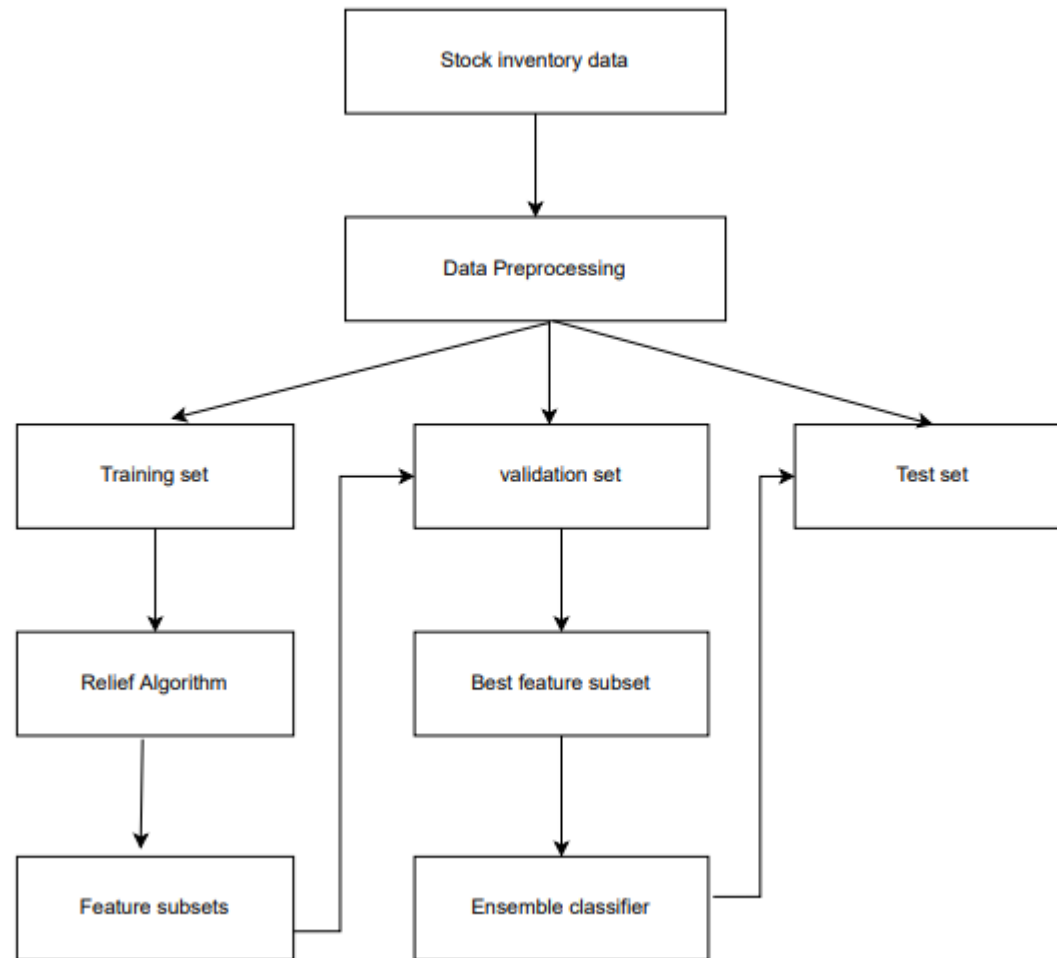 Stock inventory data
Data Preprocessing
Training set
validation set
Test set
Relief Algorithm
Best feature subset
Feature subsets
Ensemble classifier